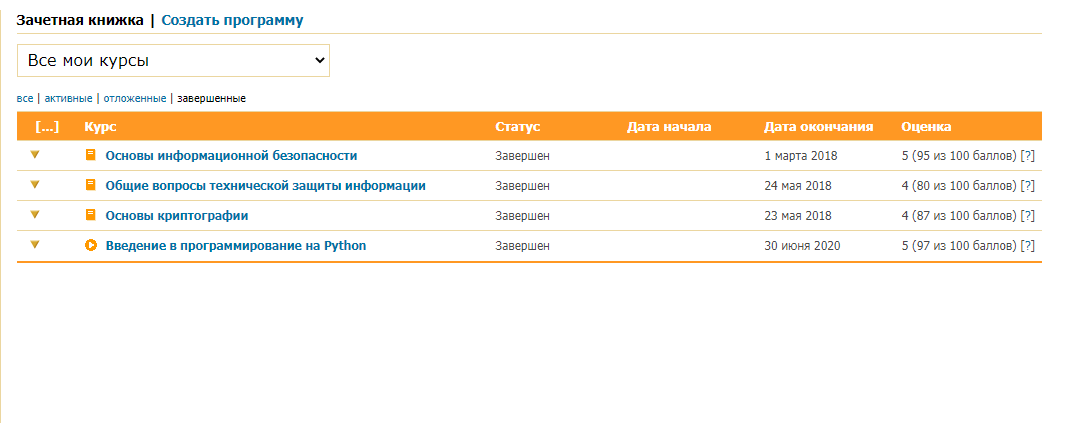 Зачетная книжка | Создать программу
Все мои курсы
все | активные | отложенные | завершенные
[...] Курс Статус Дата начала Дата окончания Оценка
Основы информационной безопасности Завершен 1 марта 2018 5 (95 из 100 баллов) [?]
Общие вопросы технической защиты информации Завершен 24 мая 2018 4 (80 из 100 баллов) [?]
Основы криптографии Завершен 23 мая 2018 4 (87 из 100 баллов) [?]
Введение в программирование на Python Завершен 30 июня 2020 5 (97 из 100 баллов) [?]